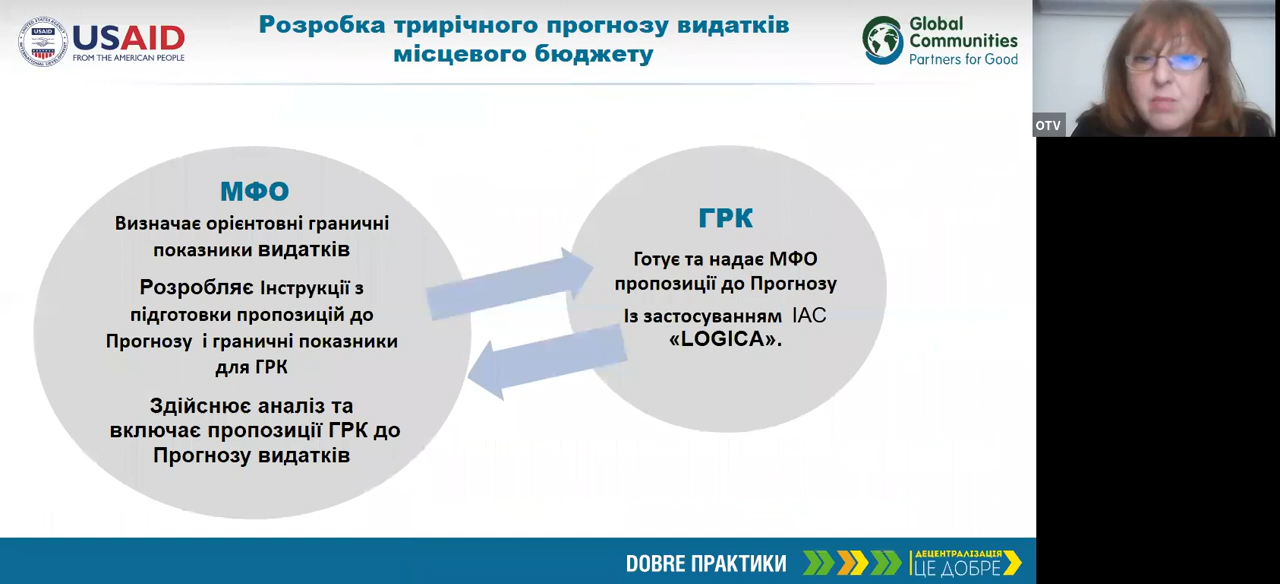 USAID
USAID
FROM THE AMERICAN PEOPLE
Розробка трирічного прогнозу видатків
місцевого бюджету
Global
Communities
Partners for Good
OTV
МФО
Визначає орієнтовні граничні
показники видатків
Розробляє Інструкції з
підготовки пропозицій до
Прогнозу і граничні показники
для ГРК
Здійснює аналіз та
включає пропозиції ГРК до
Прогнозу видатків
ГРК
Готує та надає МФО
пропозиції до Прогнозу
Із застосуванням ІАС
«LOGICA».
DOBRE ПРАКТИКИ
ДЕЦЕНТРАЛІЗАЦІЯ
ЦЕ ДОБРЕ